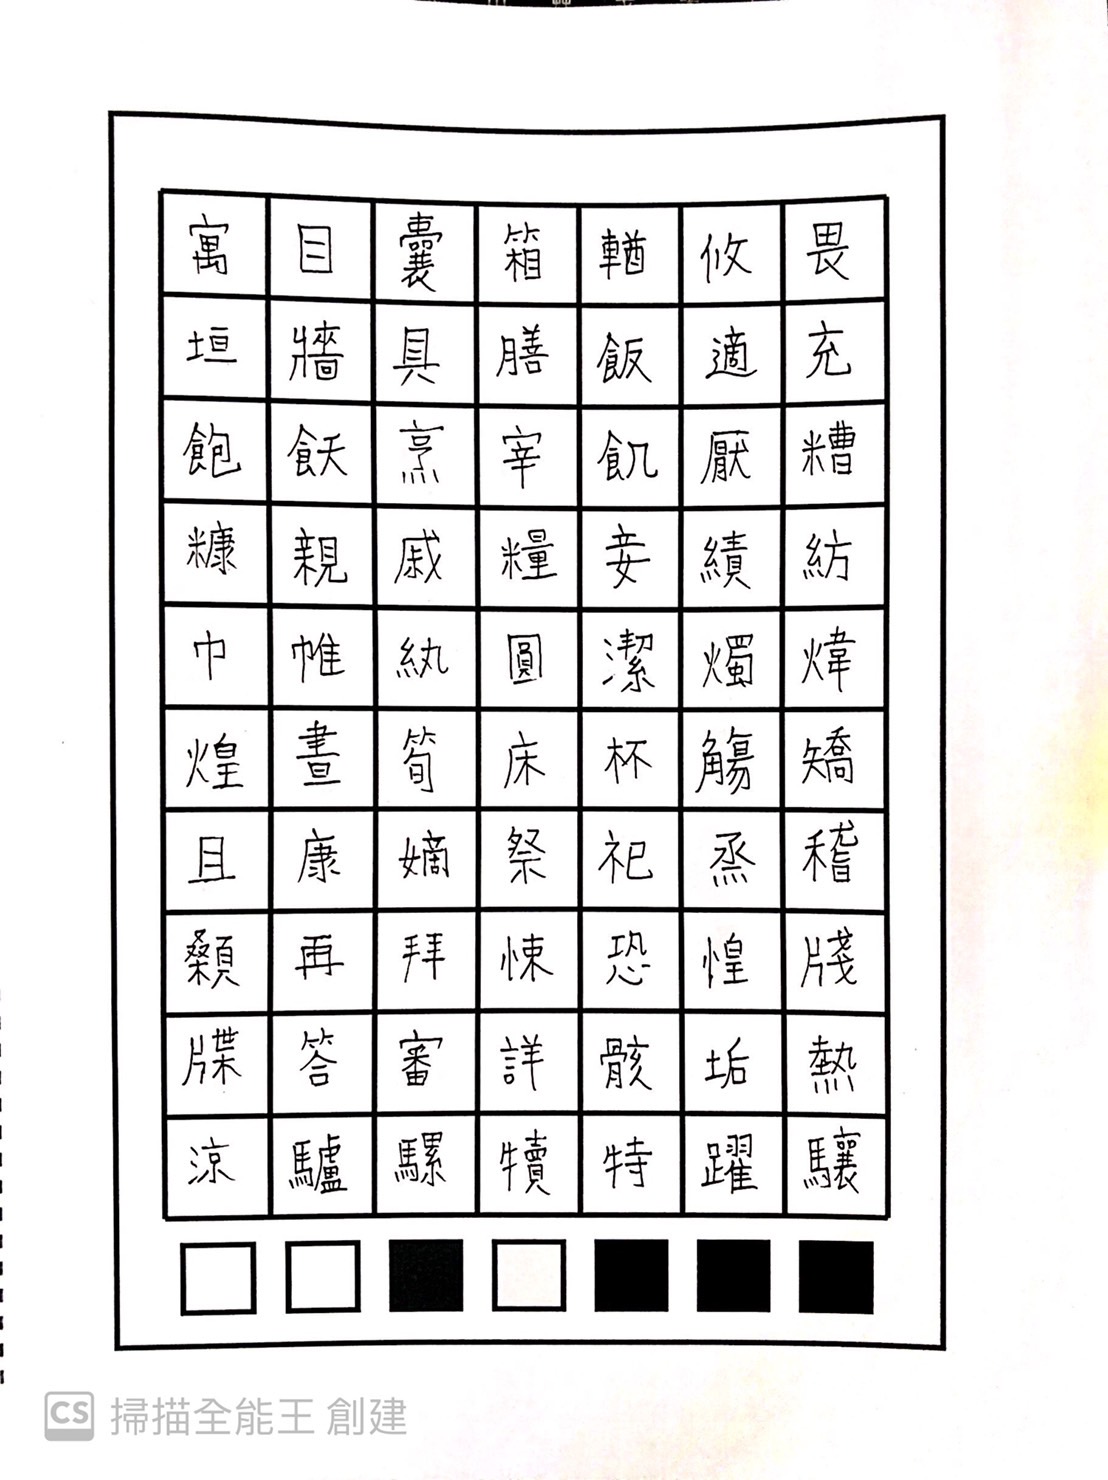 寓目囊箱輶攸畏
垣牆具膳飯適充
飽飫烹宰飢厭糟
糠親戚糧妾績紡
巾帷紈圓潔燭煒
煌晝筍床杯觴矯
且康嫡祭祀烝稽
顙再拜悚恐惶牋
牒答審詳骸垢熱
涼驢騾犢特躍驤
CS 掃描全能王 創建